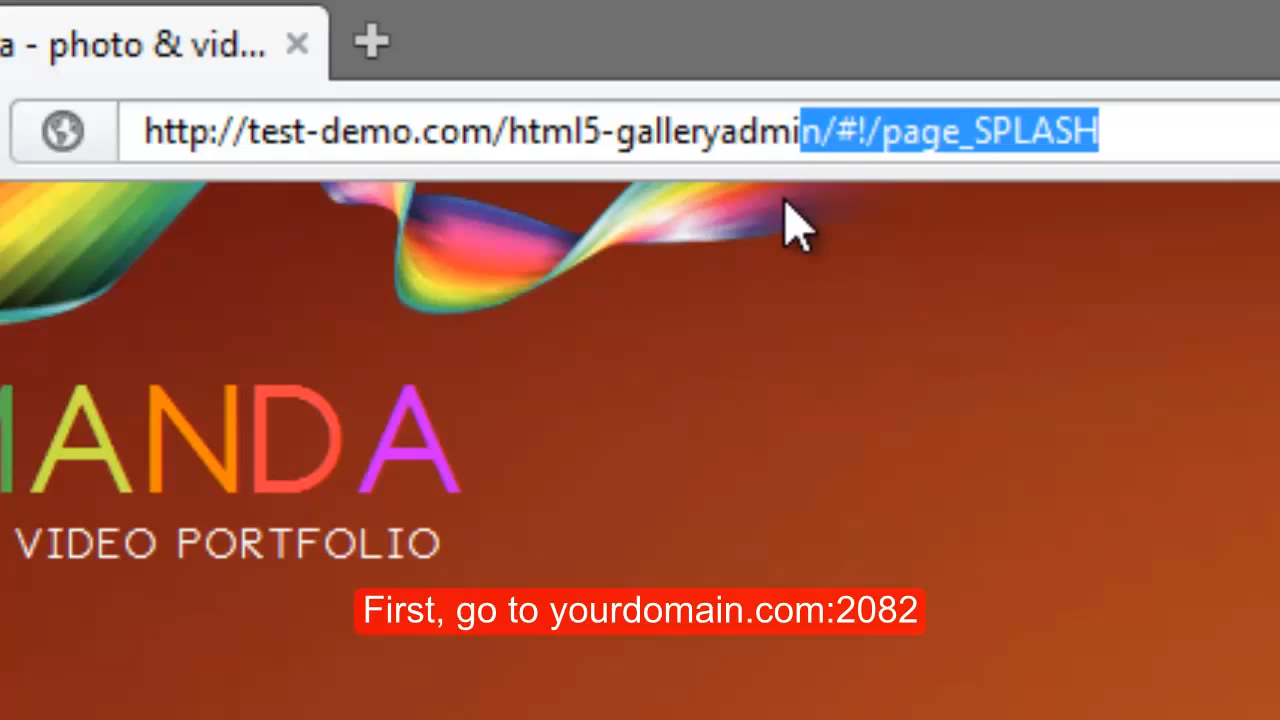 a - photo & vid...
http://test-demo.com/html5-galleryadmin/#!/page_SPLASH
ANDA
VIDEO PORTFOLIO
First, go to yourdomain.com:2082